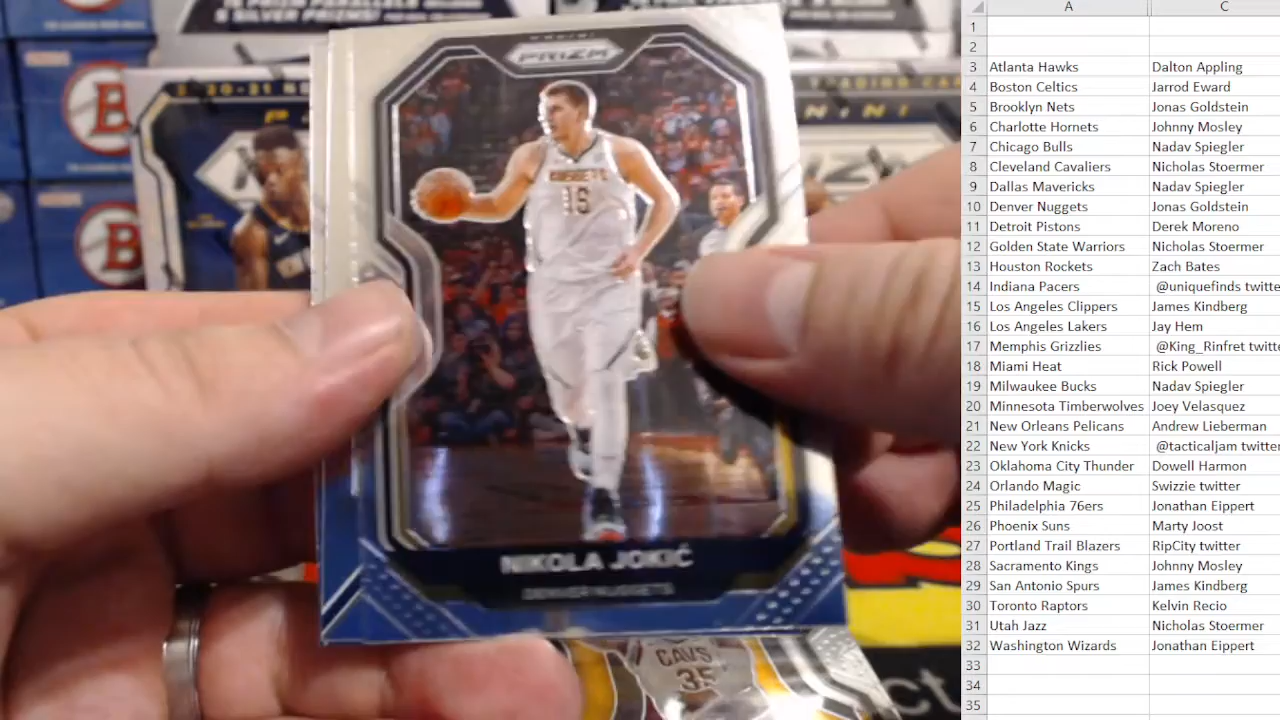 PRIZM
NUGGETS
15
NIKOLA JOKIĆ
DENVER NUGGETS
CAVS
35
B
B
A C
1
2
3 Atlanta Hawks Dalton Appling
4 Boston Celtics Jarrod Eward
5 Brooklyn Nets Jonas Goldstein
6 Charlotte Hornets Johnny Mosley
7 Chicago Bulls Nadav Spiegler
8 Cleveland Cavaliers Nicholas Stoermer
9 Dallas Mavericks Nadav Spiegler
10 Denver Nuggets Jonas Goldstein
11 Detroit Pistons Derek Moreno
12 Golden State Warriors Nicholas Stoermer
13 Houston Rockets Zach Bates
14 Indiana Pacers @uniquefinds twitte
15 Los Angeles Clippers James Kindberg
16 Los Angeles Lakers Jay Hem
17 Memphis Grizzlies @King_Rinfret twitte
18 Miami Heat Rick Powell
19 Milwaukee Bucks Nadav Spiegler
20 Minnesota Timberwolves Joey Velasquez
21 New Orleans Pelicans Andrew Lieberman
22 New York Knicks @tacticaljam twitter
23 Oklahoma City Thunder Dowell Harmon
24 Orlando Magic Swizzie twitter
25 Philadelphia 76ers Jonathan Eippert
26 Phoenix Suns Marty Joost
27 Portland Trail Blazers RipCity twitter
28 Sacramento Kings Johnny Mosley
29 San Antonio Spurs James Kindberg
30 Toronto Raptors Kelvin Recio
31 Utah Jazz Nicholas Stoermer
32 Washington Wizards Jonathan Eippert
33
34
35